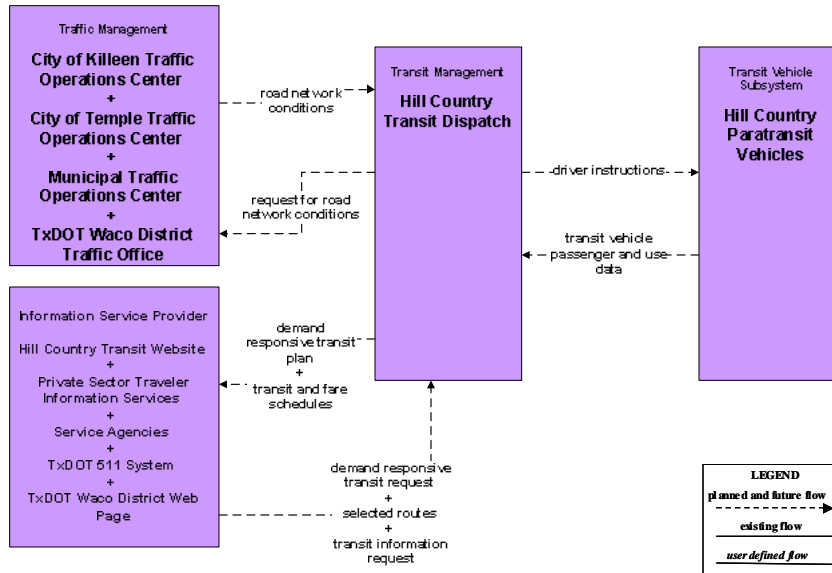 Traffic Management
City of Killeen Traffic
Operations Center
+
City of Temple Traffic
Operations Center
+
Municipal Traffic
Operations Center
+
TxDOT Waco District
Traffic Office
road network
conditions
request for road
network conditions
Transit Management
Hill Country
Transit Dispatch
driver instructions
transit vehicle
passenger and use
data
Transit Vehicle
Subsystem
Hill Country
Paratransit
Vehicles
Information Service Provider
Hill Country Transit Website
+
Private Sector Traveler
Information Services
+
Service Agencies
+
TxDOT 511 System
+
TxDOT Waco District Web
Page
demand
responsive transit
plan
+
transit and fare
schedules
demand responsive
transit request
+
selected routes
+
transit information
request
LEGEND
planned and future flow
existing flow
user defined flow